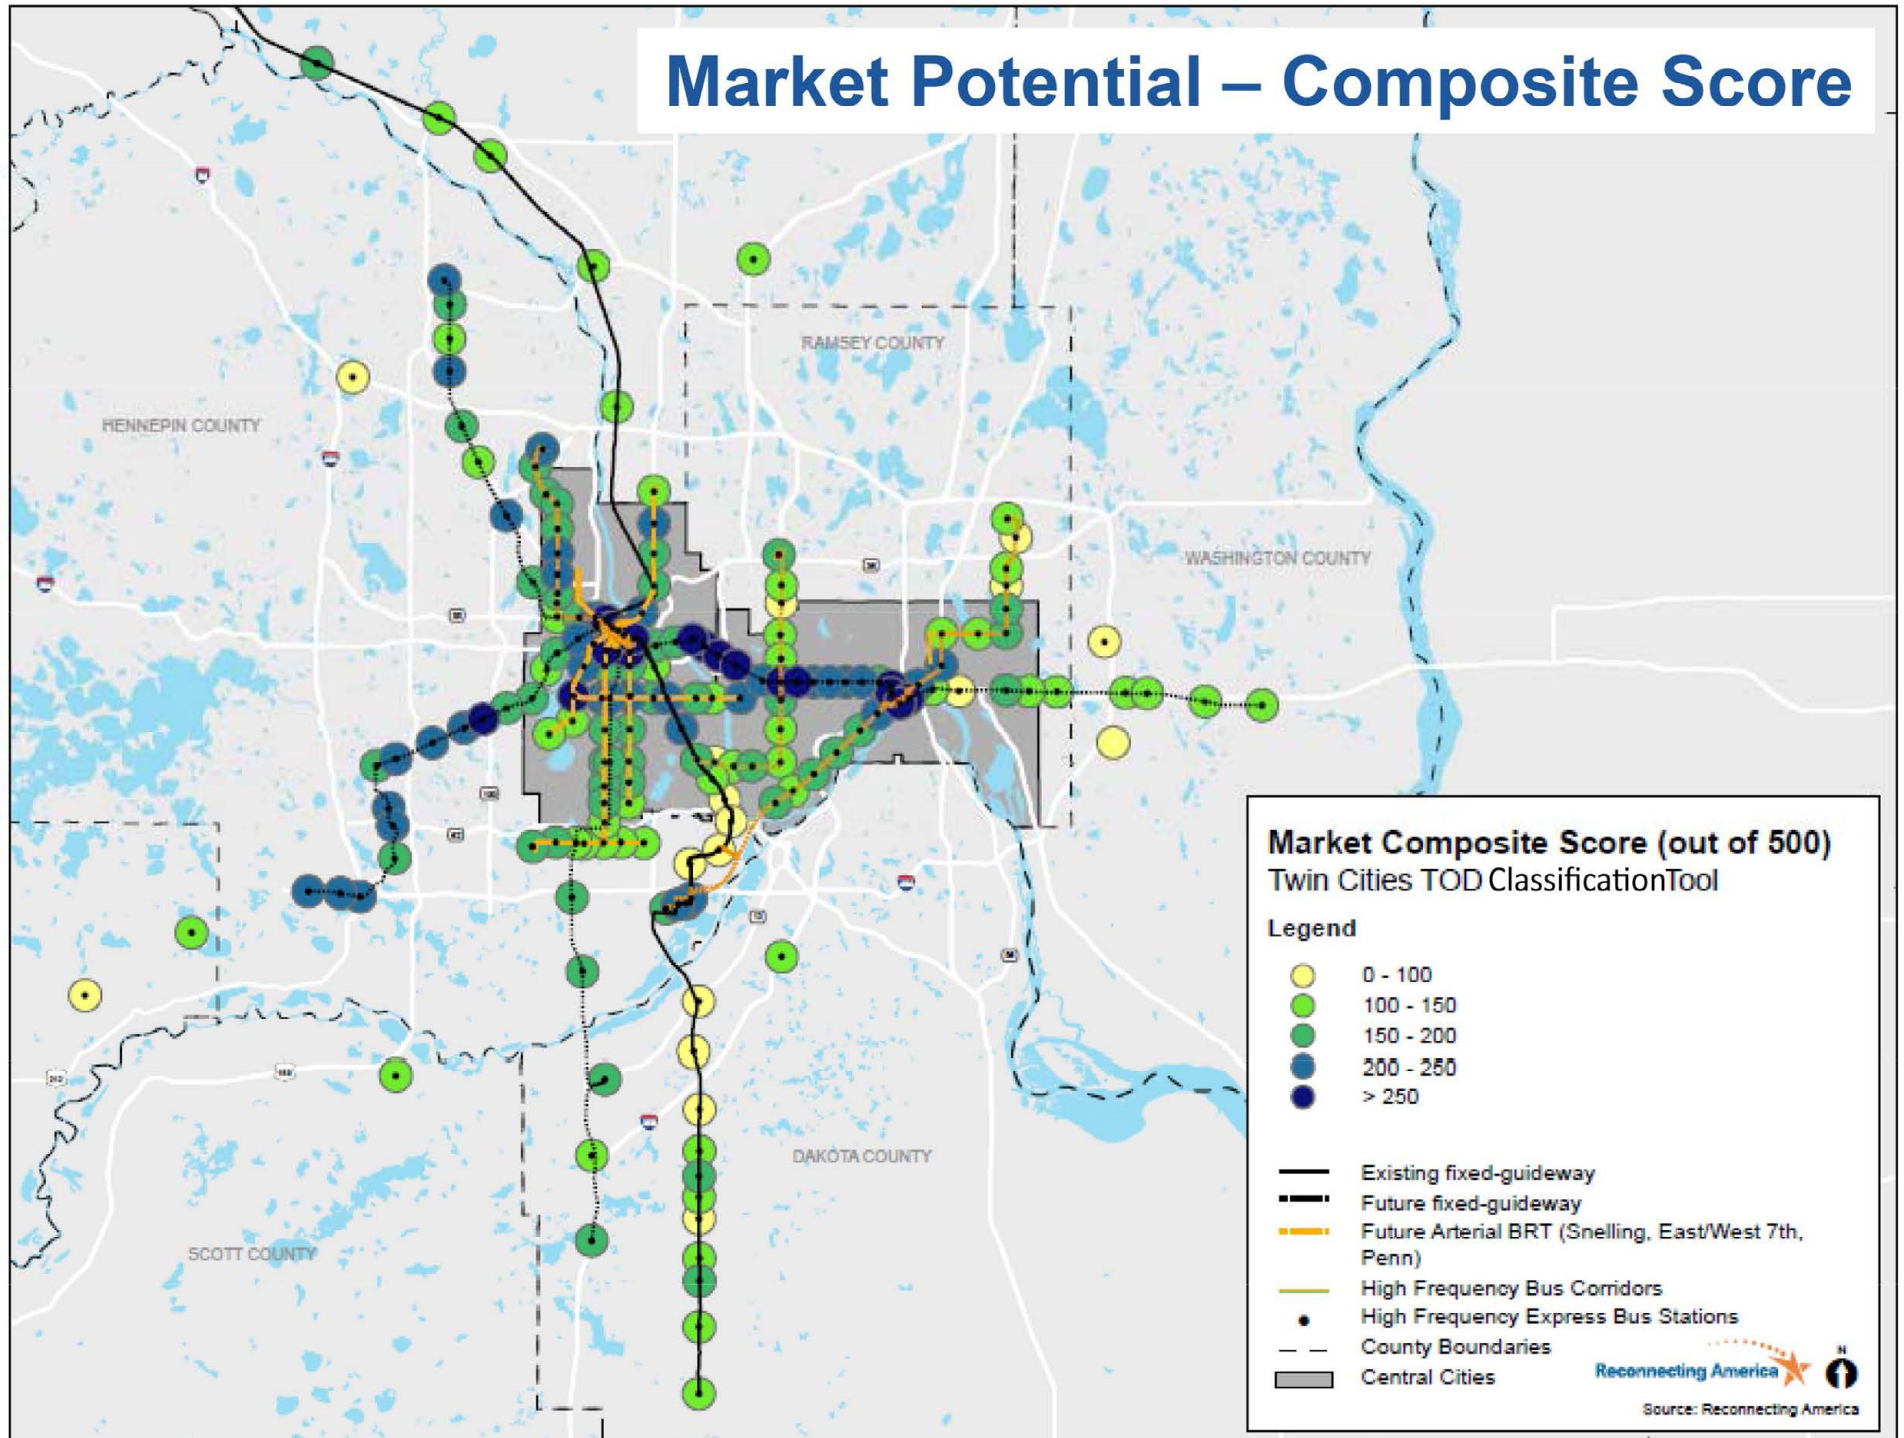 Market Potential – Composite Score
RAMSEY COUNTY
HENNEPIN COUNTY
WASHINGTON COUNTY
36
100
62
DAKOTA COUNTY
SCOTT COUNTY
Market Composite Score (out of 500)
Twin Cities TOD ClassificationTool
Legend
0 - 100
100 - 150
150 - 200
200 - 250
> 250
Existing fixed-guideway
Future fixed-guideway
Future Arterial BRT (Snelling, East/West 7th,
Penn)
High Frequency Bus Corridors
High Frequency Express Bus Stations
County Boundaries
Central Cities
Reconnecting America
N
Source: Reconnecting America